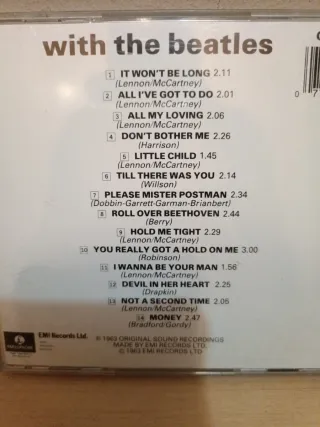 with the beatles
1 IT WON'T BE LONG 2.11
(Lennon/McCartney)
2 ALL I'VE GOT TO DO 2.01
(Lennon/McCartney)
3 ALL MY LOVING 2.06
(Lennon/McCartney)
4 DON'T BOTHER ME 2.26
(Harrison)
5 LITTLE CHILD 1.45
(Lennon/McCartney)
6 TILL THERE WAS YOU 2.14
(Willson)
7 PLEASE MISTER POSTMAN 2.34
(Dobbin-Garrett-Garman-Brianbert)
8 ROLL OVER BEETHOVEN 2.44
(Berry)
9 HOLD ME TIGHT 2.29
(Lennon/McCartney)
10 YOU REALLY GOT A HOLD ON ME 3.00
(Robinson)
11 I WANNA BE YOUR MAN 1.56
(Lennon/McCartney)
12 DEVIL IN HER HEART 2.25
(Drapkin)
13 NOT A SECOND TIME 2.05
(Lennon/McCartney)
14 MONEY 2.47
(Bradford/Gordy)
EMI Records Ltd.
℗ 1963 ORIGINAL SOUND RECORDINGS
MADE BY EMI RECORDS LTD
© 1963 EMI RECORDS LTD